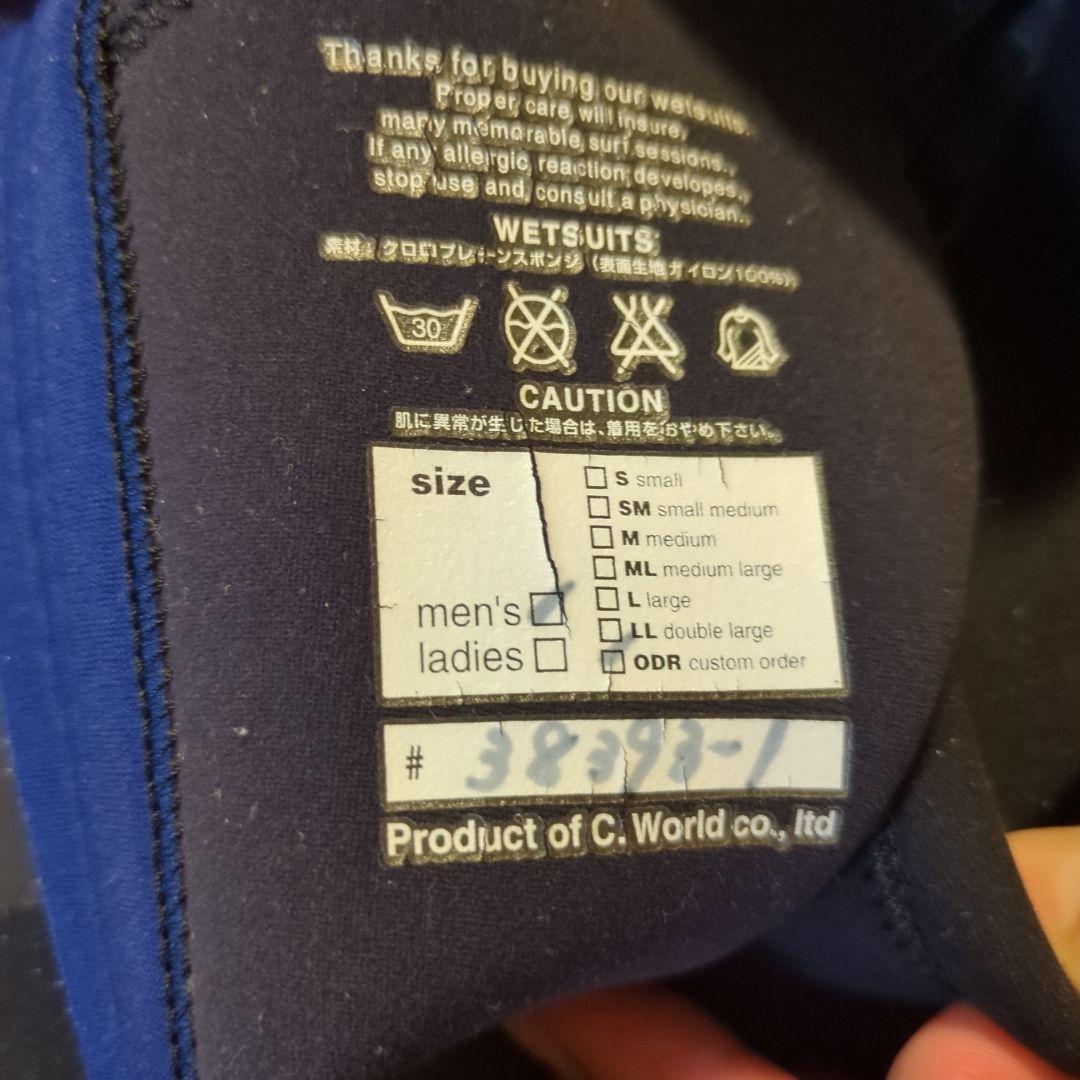 Thanks for buying our wetsuits.
Proper care will insure,
many memorable surf sessions.
If any allergic reaction developes,
stop use and consult a physician.
WETSUITS
素材:クロロプレーンスポンジ(表面生地ナイロン100%)
30
CAUTION
肌に異常が生じた場合は、着用をおやめ下さい。
size
S small
SM small medium
M medium
ML medium large
L large
LL double large
ODR custom order
men's
ladies
# 38393-1
Product of C. World co., ltd